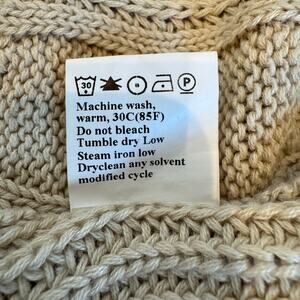 30 P
Machine wash,
warm, 30C(85F)
Do not bleach
Tumble dry Low
Steam iron low
Dryclean any solvent
modified cycle